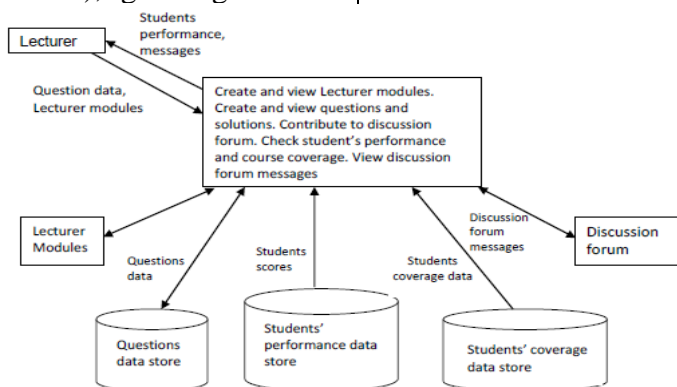 Students
performance,
messages
Lecturer
Question data,
Lecturer modules
Create and view Lecturer modules.
Create and view questions and
solutions. Contribute to discussion
forum. Check student's performance
and course coverage. View discussion
forum messages
Lecturer
Modules
Questions
data
Students
scores
Discussion
forum
messages
Students
coverage data
Discussion
forum
Questions
data store
Students'
performance data
store
Students' coverage
data store